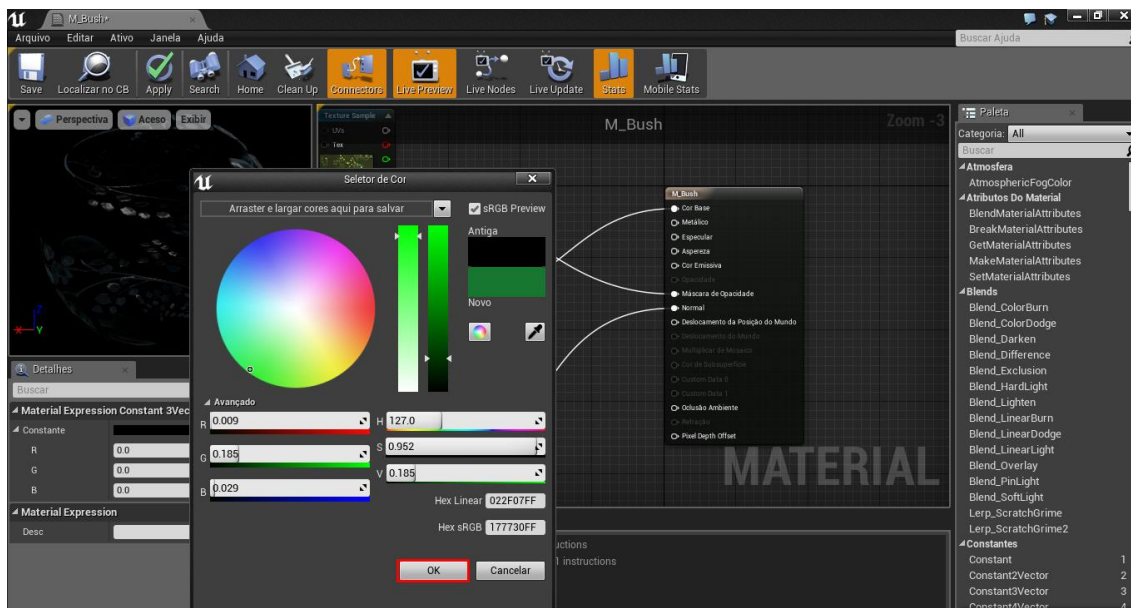 M_Bush*
Arquivo Editar Ativo Janela Ajuda
Buscar Ajuda
Save Localizar no CB Apply Search Home Clean Up Connectors Live Preview Live Nodes Live Update Stats Mobile Stats
Perspectiva Aceso Exibir
Texture Sample
UVs
Tex
M_Bush
Zoom -3
Paleta
Categoria: All
Buscar
Atmosfera
AtmosphericFogColor
Atributos Do Material
BlendMaterialAttributes
BreakMaterialAttributes
GetMaterialAttributes
MakeMaterialAttributes
SetMaterialAttributes
Blends
Blend_ColorBurn
Blend_ColorDodge
Blend_Darken
Blend_Difference
Blend_Exclusion
Blend_HardLight
Blend_Lighten
Blend_LinearBurn
Blend_LinearDodge
Blend_LinearLight
Blend_Overlay
Blend_PinLight
Blend_SoftLight
Lerp_ScratchGrime
Lerp_ScratchGrime2
Constantes
Constant 1
Constant2Vector 2
Constant3Vector 3
Constant4Vector 4
Seletor de Cor
Arraster e largar cores aqui para salvar
sRGB Preview
Antiga
Novo
Avançado
R 0.009
G 0.185
B 0.029
H 127.0
S 0.952
V 0.185
Hex Linear 022F07FF
Hex sRGB 177730FF
OK Cancelar
M_Bush
Cor Base
Metálico
Especular
Aspereza
Cor Emissiva
Opacidade
Máscara de Opacidade
Normal
Deslocamento da Posição do Mundo
Deslocamento do Mundo
Multiplicar de Mosaico
Cor de Subsuperfície
Custom Data 0
Custom Data 1
Oclusão Ambiente
Refração
Pixel Depth Offset
MATERIAL
Z
X Y
Detalhes
Buscar
Material Expression Constant 3Vec
Constante
R 0.0
G 0.0
B 0.0
Material Expression
Desc
uctions
1 instructions